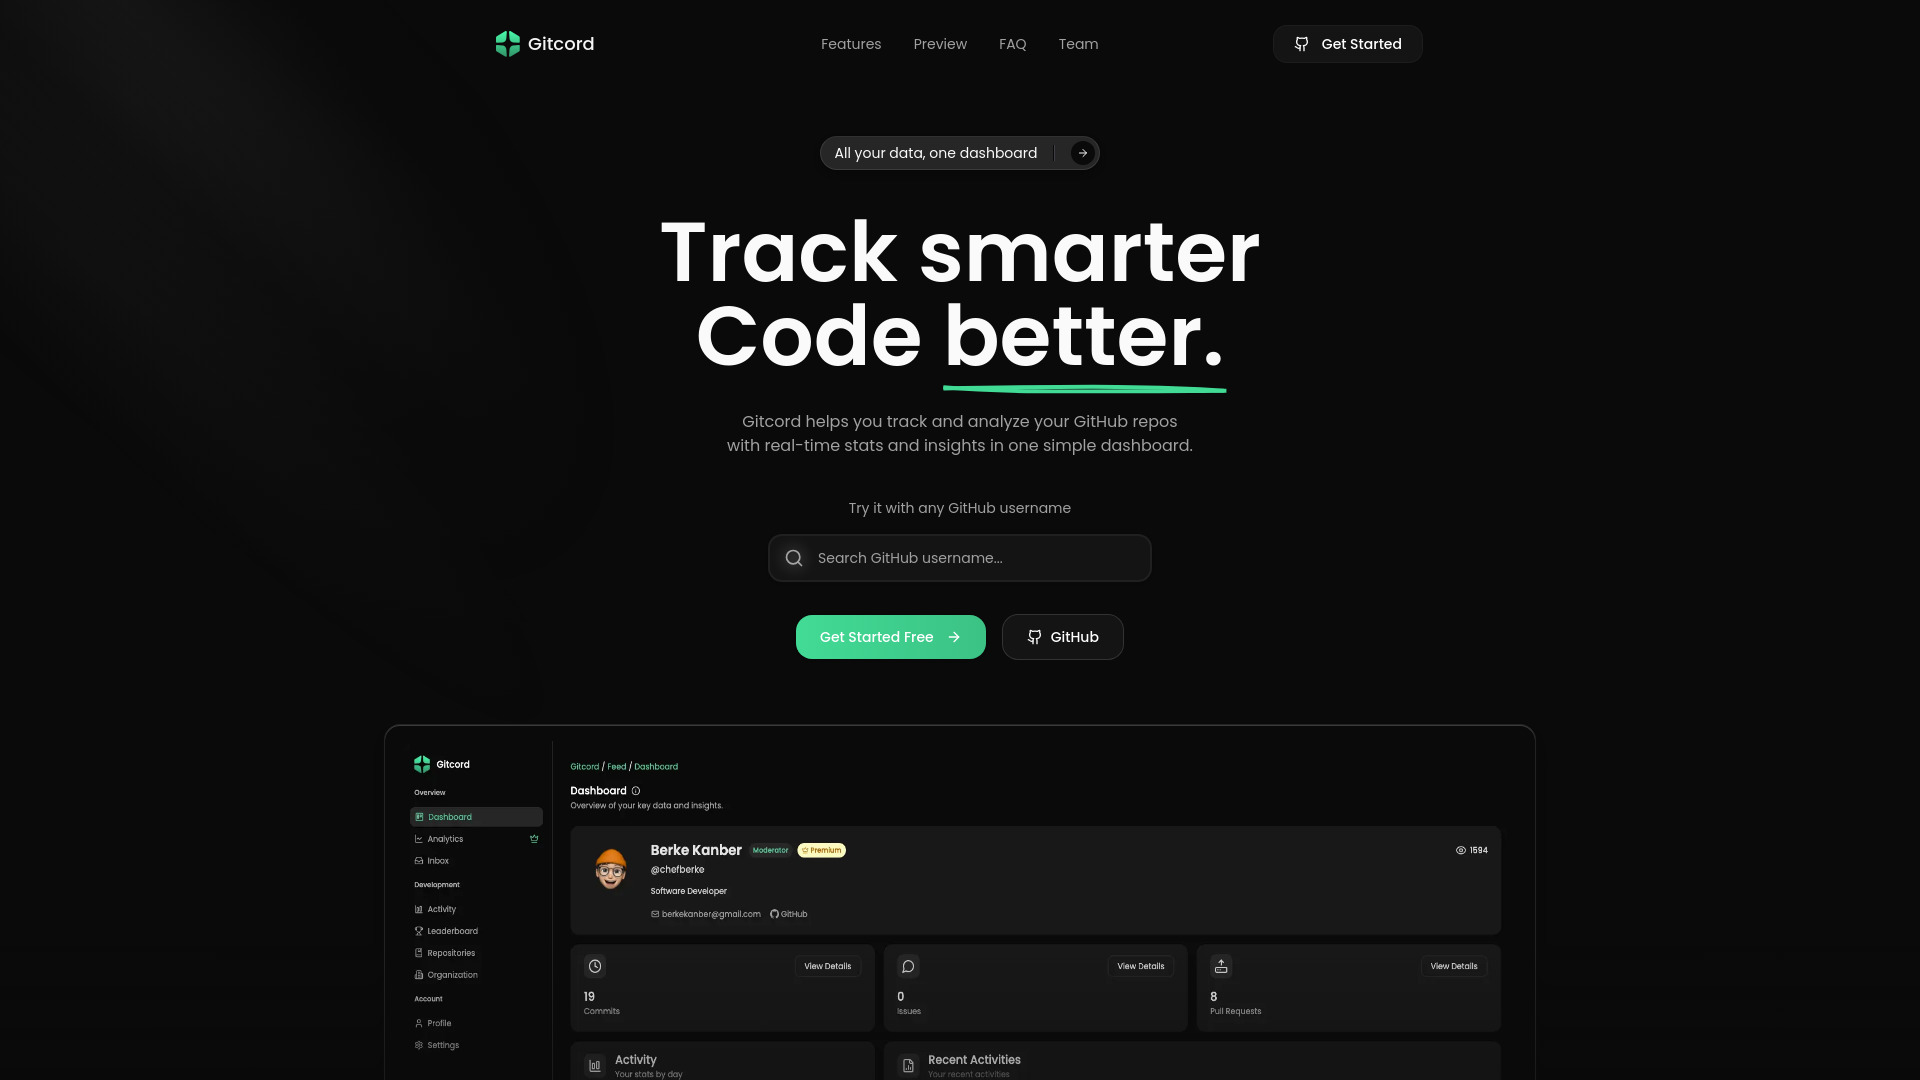 Gitcord
Features
Preview
FAQ
Team
Get Started
All your data, one dashboard
Track smarter
Code better.
Gitcord helps you track and analyze your GitHub repos
with real-time stats and insights in one simple dashboard.
Try it with any GitHub username
Search GitHub username...
Get Started Free
GitHub
Gitcord
Overview
Dashboard
Analytics
Inbox
Development
Activity
Leaderboard
Repositories
Organization
Account
Profile
Settings
Gitcord / Feed / Dashboard
Dashboard
Overview of your key data and insights.
Berke Kanber Moderator Premium
1594
@chefberke
Software Developer
berkekanber@gmail.com GitHub
View Details
19
Commits
View Details
0
Issues
View Details
8
Pull Requests
Activity
Your stats by day
Recent Activities
Your recent activities